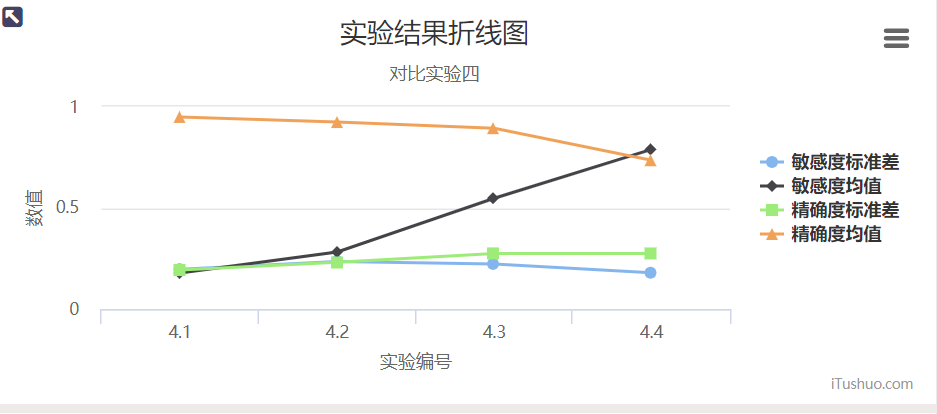 实验结果折线图
对比实验四
1
0.5
0
数值
4.1
4.2
4.3
4.4
实验编号
敏感度标准差
敏感度均值
精确度标准差
精确度均值
iTushuo.com